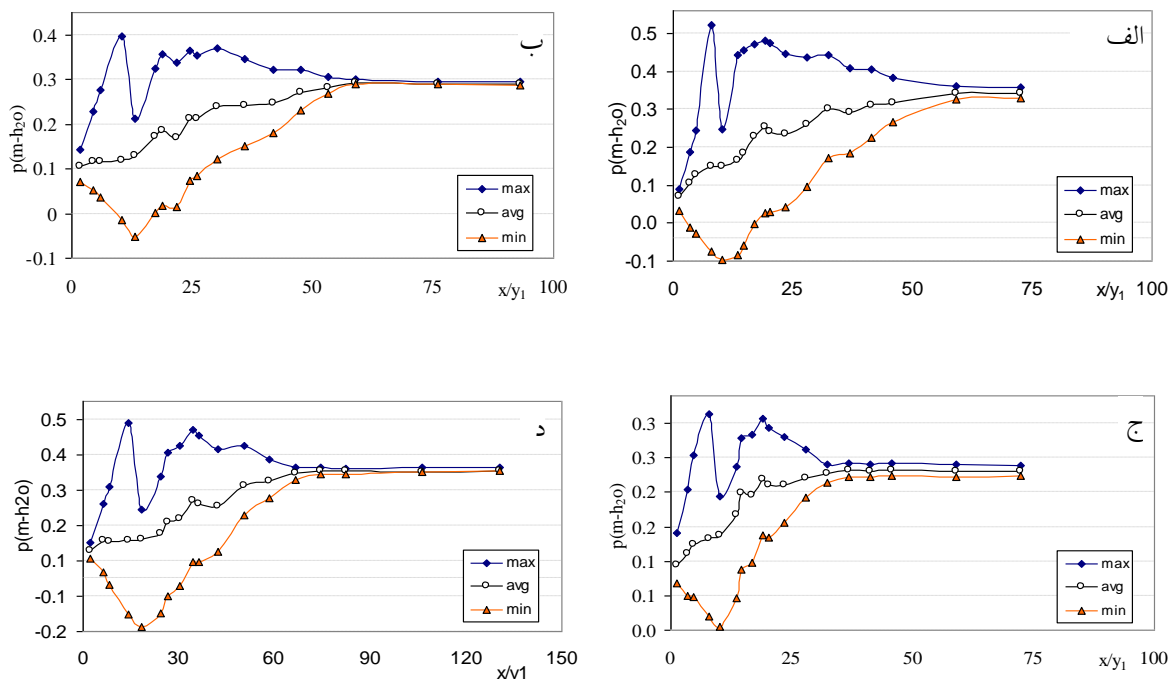 الف
p(m-h₂o)
0.5
0.4
0.3
0.2
0.1
0.0
-0.1
0 25 50 75 100
x/y₁
max
avg
min
ب
p(m-h₂o)
0.4
0.3
0.2
0.1
0
-0.1
0 25 50 75 100
x/y₁
max
avg
min
ج
p(m-h₂o)
0.3
0.3
0.2
0.2
0.1
0.1
0.0
0 25 50 75 100
x/y₁
max
avg
min
د
p(m-h2o)
0.5
0.4
0.3
0.2
0.1
-0.1
-0.2
0 30 60 90 120 150
x/y1
max
avg
min